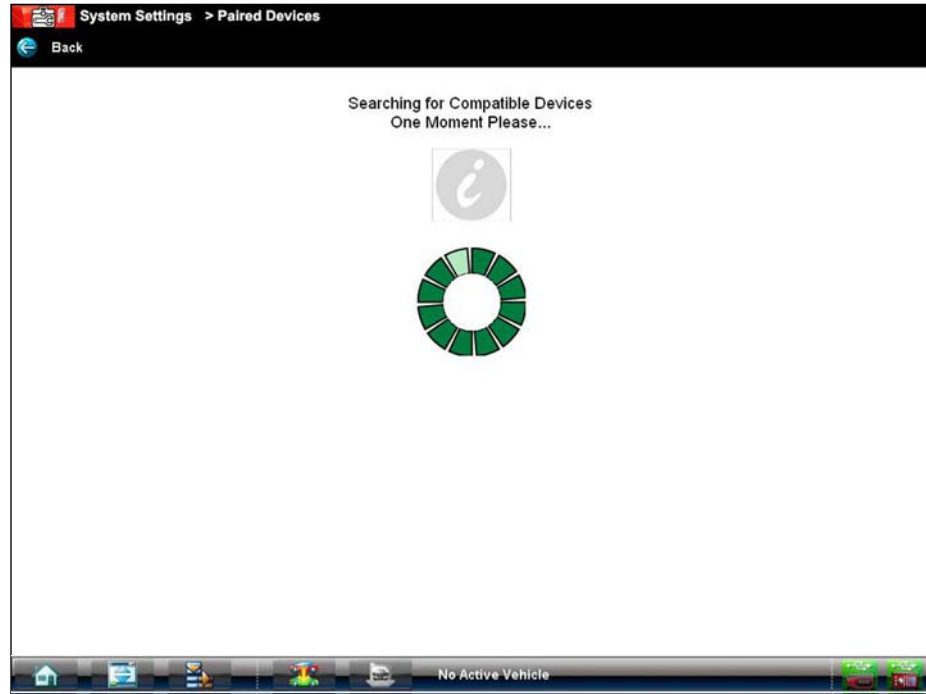 System Settings > Paired Devices
Back
Searching for Compatible Devices
One Moment Please...
i
No Active Vehicle